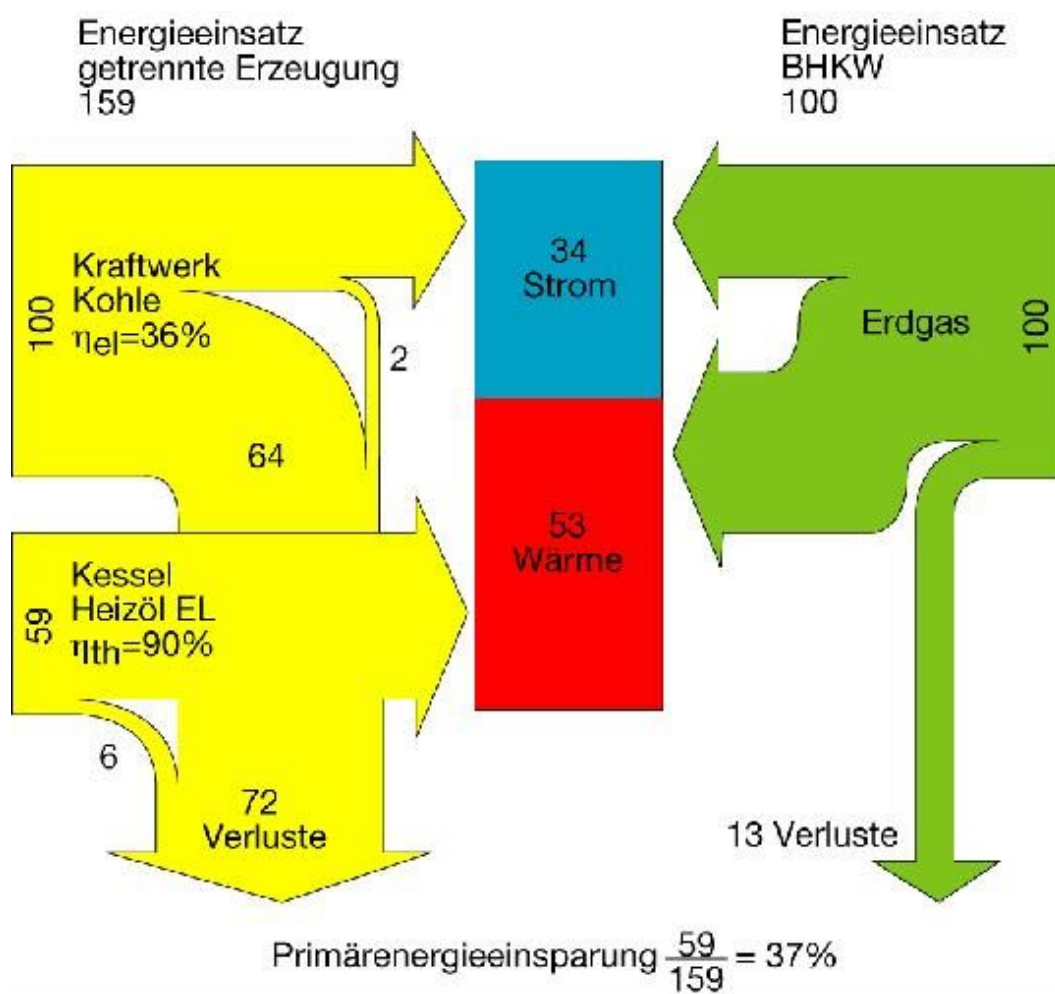 Energieeinsatz
getrennte Erzeugung
159
Energieeinsatz
BHKW
100
Kraftwerk
Kohle
ηel=36%
100
2
64
34
Strom
Erdgas
100
53
Wärme
Kessel
Heizöl EL
ηth=90%
59
6
72
Verluste
13 Verluste
Primärenergieeinsparung 59/159 = 37%